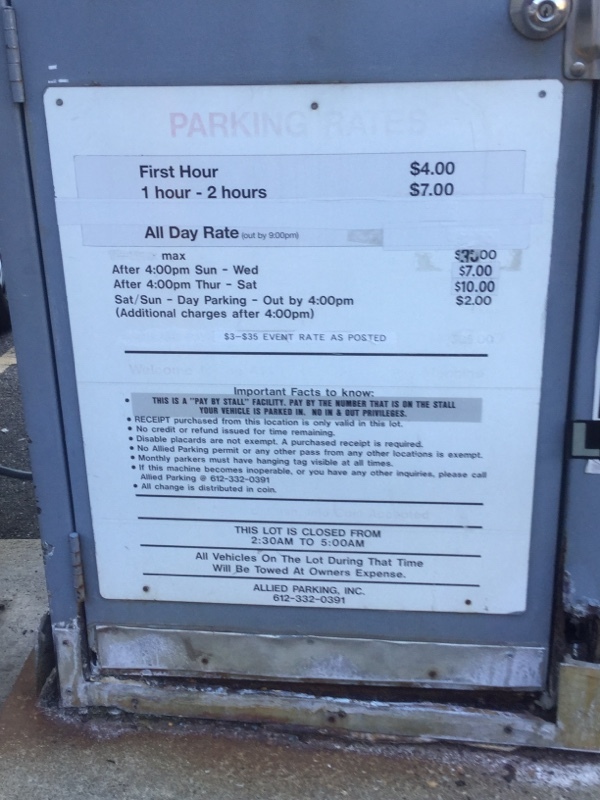 PARKING RATES
First Hour $4.00
1 hour - 2 hours $7.00
All Day Rate (out by 9:00pm)
max
After 4:00pm Sun - Wed $7.00
After 4:00pm Thur - Sat $10.00
Sat/Sun - Day Parking - Out by 4:00pm $2.00
(Additional charges after 4:00pm)
$3-$35 EVENT RATE AS POSTED
Important Facts to know:
• THIS IS A "PAY BY STALL" FACILITY. PAY BY THE NUMBER THAT IS ON THE STALL
YOUR VEHICLE IS PARKED IN. NO IN & OUT PRIVILEGES.
• RECEIPT purchased from this location is only valid in this lot.
• No credit or refund issued for time remaining.
• Disable placards are not exempt. A purchased receipt is required.
• No Allied Parking permit or any other pass from any other locations is exempt.
• Monthly parkers must have hanging tag visible at all times.
• If this machine becomes inoperable, or you have any other inquiries, please call
Allied Parking @ 612-332-0391
• All change is distributed in coin.
THIS LOT IS CLOSED FROM
2:30AM TO 5:00AM
All Vehicles On The Lot During That Time
Will Be Towed At Owners Expense.
ALLIED PARKING, INC.
612-332-0391